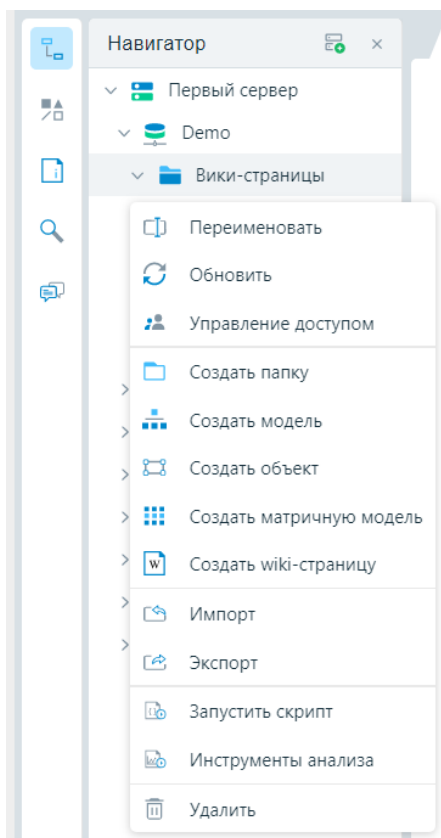 Навигатор
Первый сервер
Demo
Вики-страницы
Переименовать
Обновить
Управление доступом
Создать папку
Создать модель
Создать объект
Создать матричную модель
W Создать wiki-страницу
Импорт
Экспорт
Запустить скрипт
Инструменты анализа
Удалить